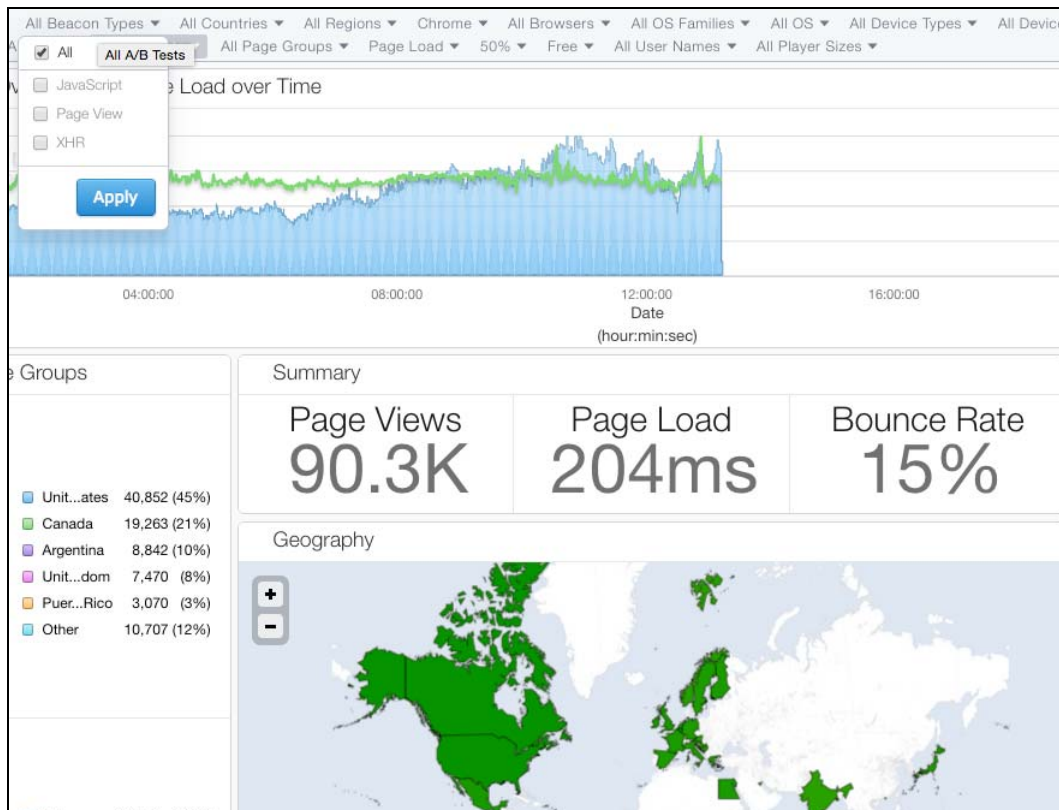 All Beacon Types All Countries All Regions Chrome All Browsers All OS Families All OS All Device Types All Devic
A All Page Groups Page Load 50% Free All User Names All Player Sizes
All All A/B Tests
JavaScript
Page View
XHR
Apply
Load over Time
04:00:00 08:00:00 12:00:00 16:00:00
Date
(hour:min:sec)
e Groups
Unit...ates 40,852 (45%)
Canada 19,263 (21%)
Argentina 8,842 (10%)
Unit...dom 7,470 (8%)
Puer...Rico 3,070 (3%)
Other 10,707 (12%)
Summary
Page Views Page Load Bounce Rate
90.3K 204ms 15%
Geography
+
−